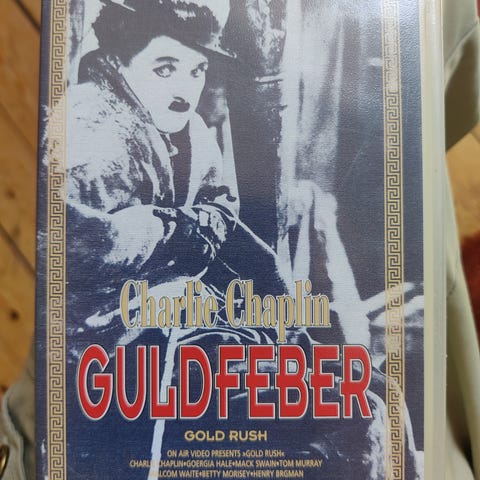 Charlie Chaplin
GULDFEBER
GOLD RUSH
ON AIR VIDEO PRESENTS »GOLD RUSH«
CHARLIE CHAPLIN•GOERGIA HALE•MACK SWAIN•TOM MURRAY
LCOM WAITE•BETTY MORISEY•HENRY BRGMAN